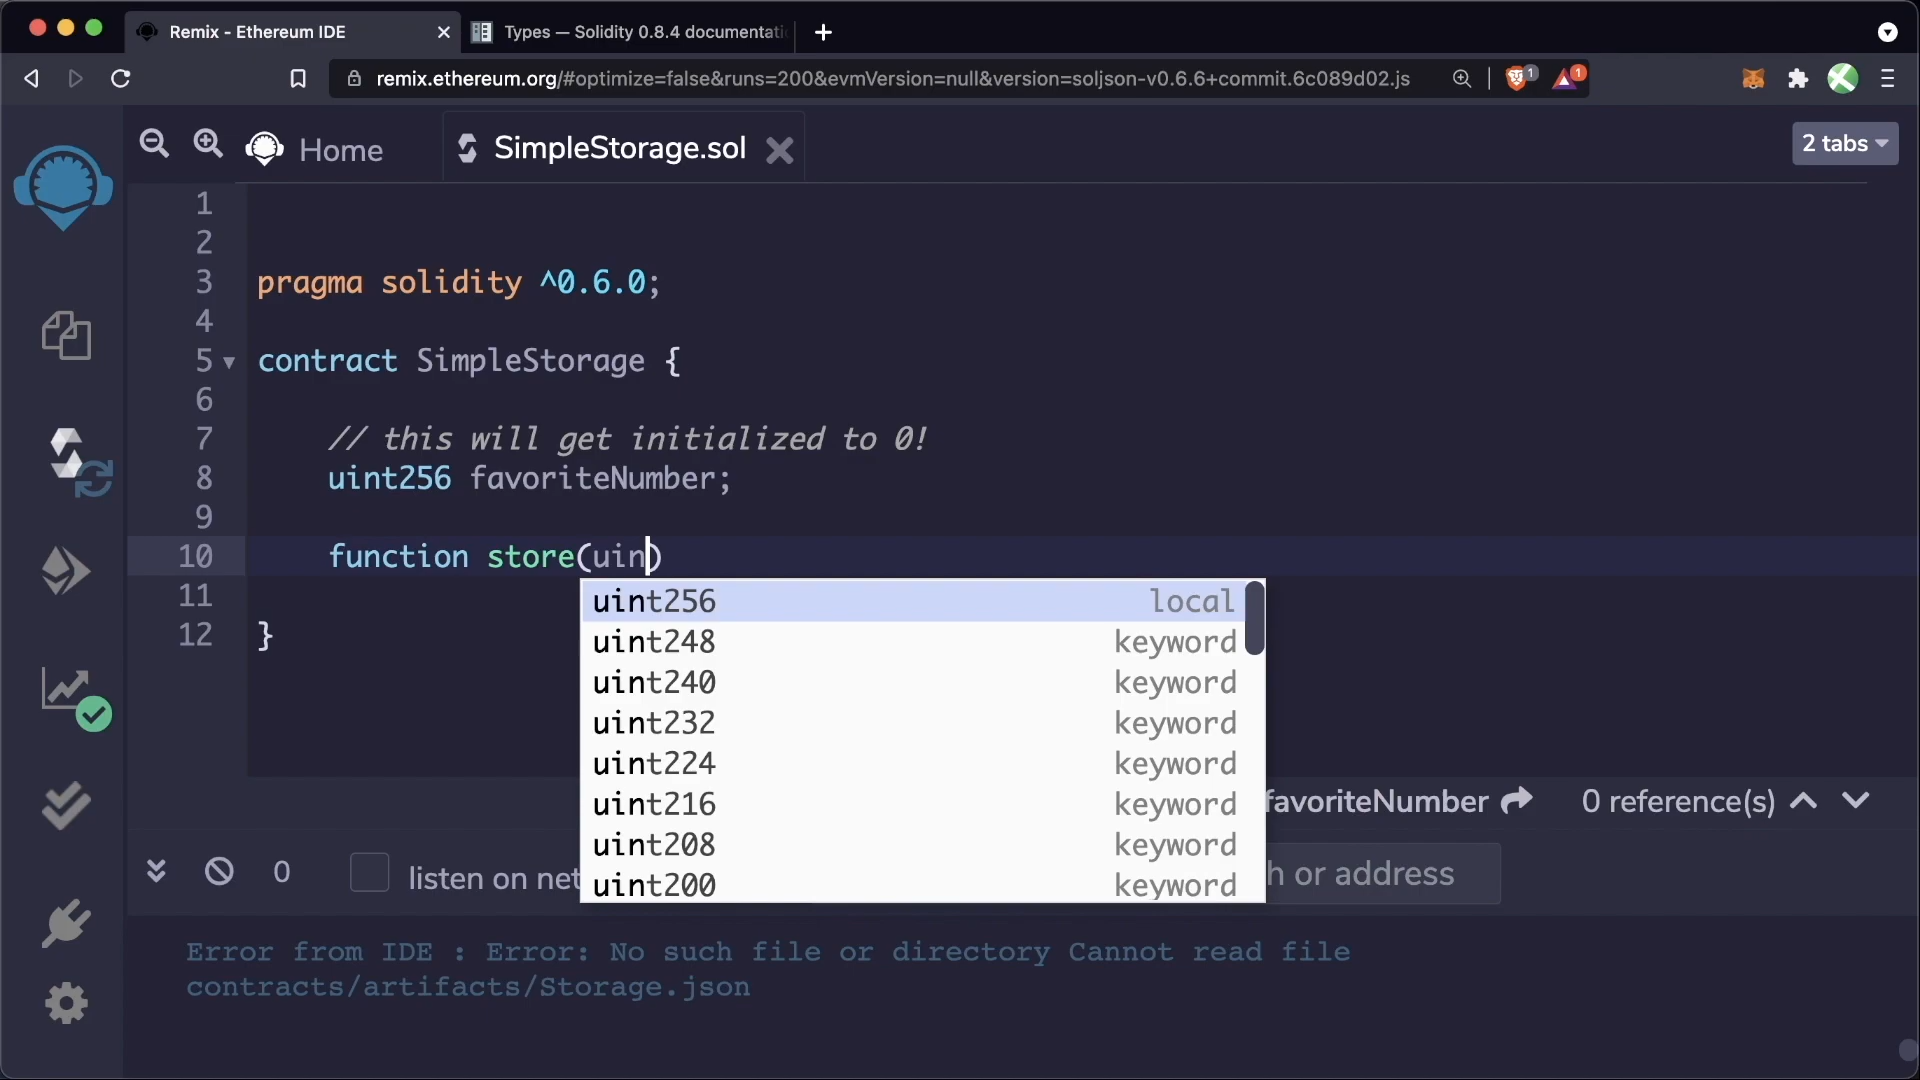 Remix - Ethereum IDE
Types — Solidity 0.8.4 documentati
remix.ethereum.org/#optimize=false&runs=200&evmVersion=null&version=soljson-v0.6.6+commit.6c089d02.js
1
1
Home
SimpleStorage.sol
2 tabs
1
2
3 pragma solidity ^0.6.0;
4
5 contract SimpleStorage {
6
7 // this will get initialized to 0!
8 uint256 favoriteNumber;
9
10 function store(uin)
11
12 }
uint256 local
uint248 keyword
uint240 keyword
uint232 keyword
uint224 keyword
uint216 keyword
uint208 keyword
uint200 keyword
favoriteNumber 0 reference(s)
0 listen on net
h or address
Error from IDE : Error: No such file or directory Cannot read file
contracts/artifacts/Storage.json